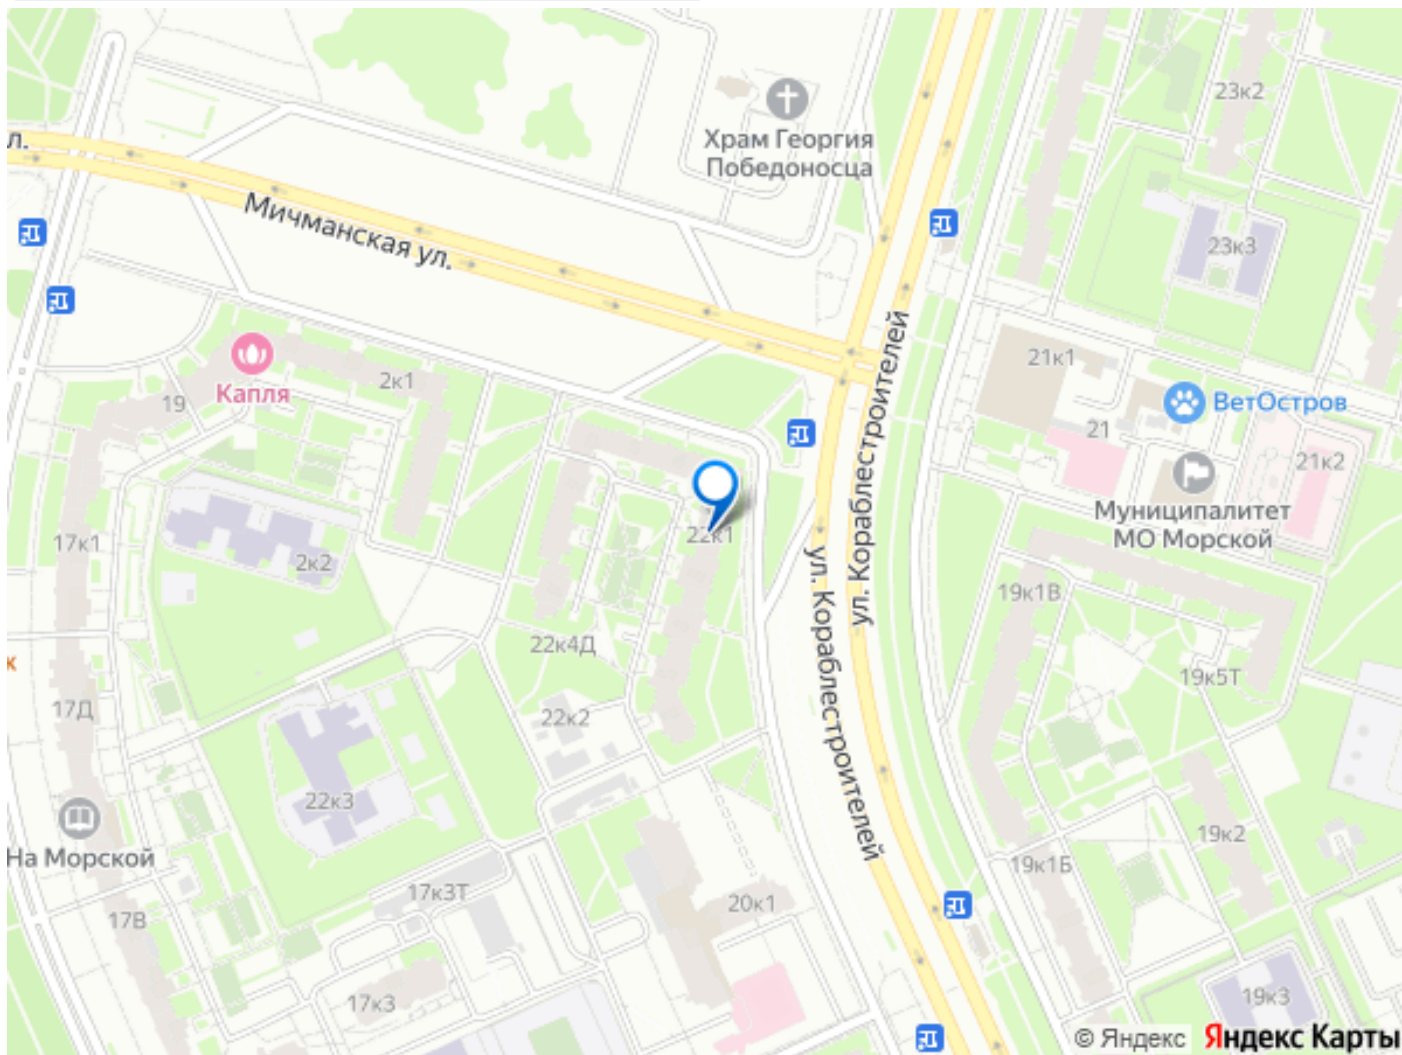 23к2
Храм Георгия
Победоносца
л.
Мичманская ул.
23к3
ул. Кораблестроителей
21к1
Капля
2к1
19
ВетОстров
21
21к2
Муниципалитет
МО Морской
22к1
17к1
2к2
19к1В
ул. Кораблестроителей
22к4Д
19к5Т
к
17Д
22к2
22к3
На Морской
19к2
19к1Б
17к3Т
20к1
17В
17к3
19к3
© Яндекс Яндекс Карты